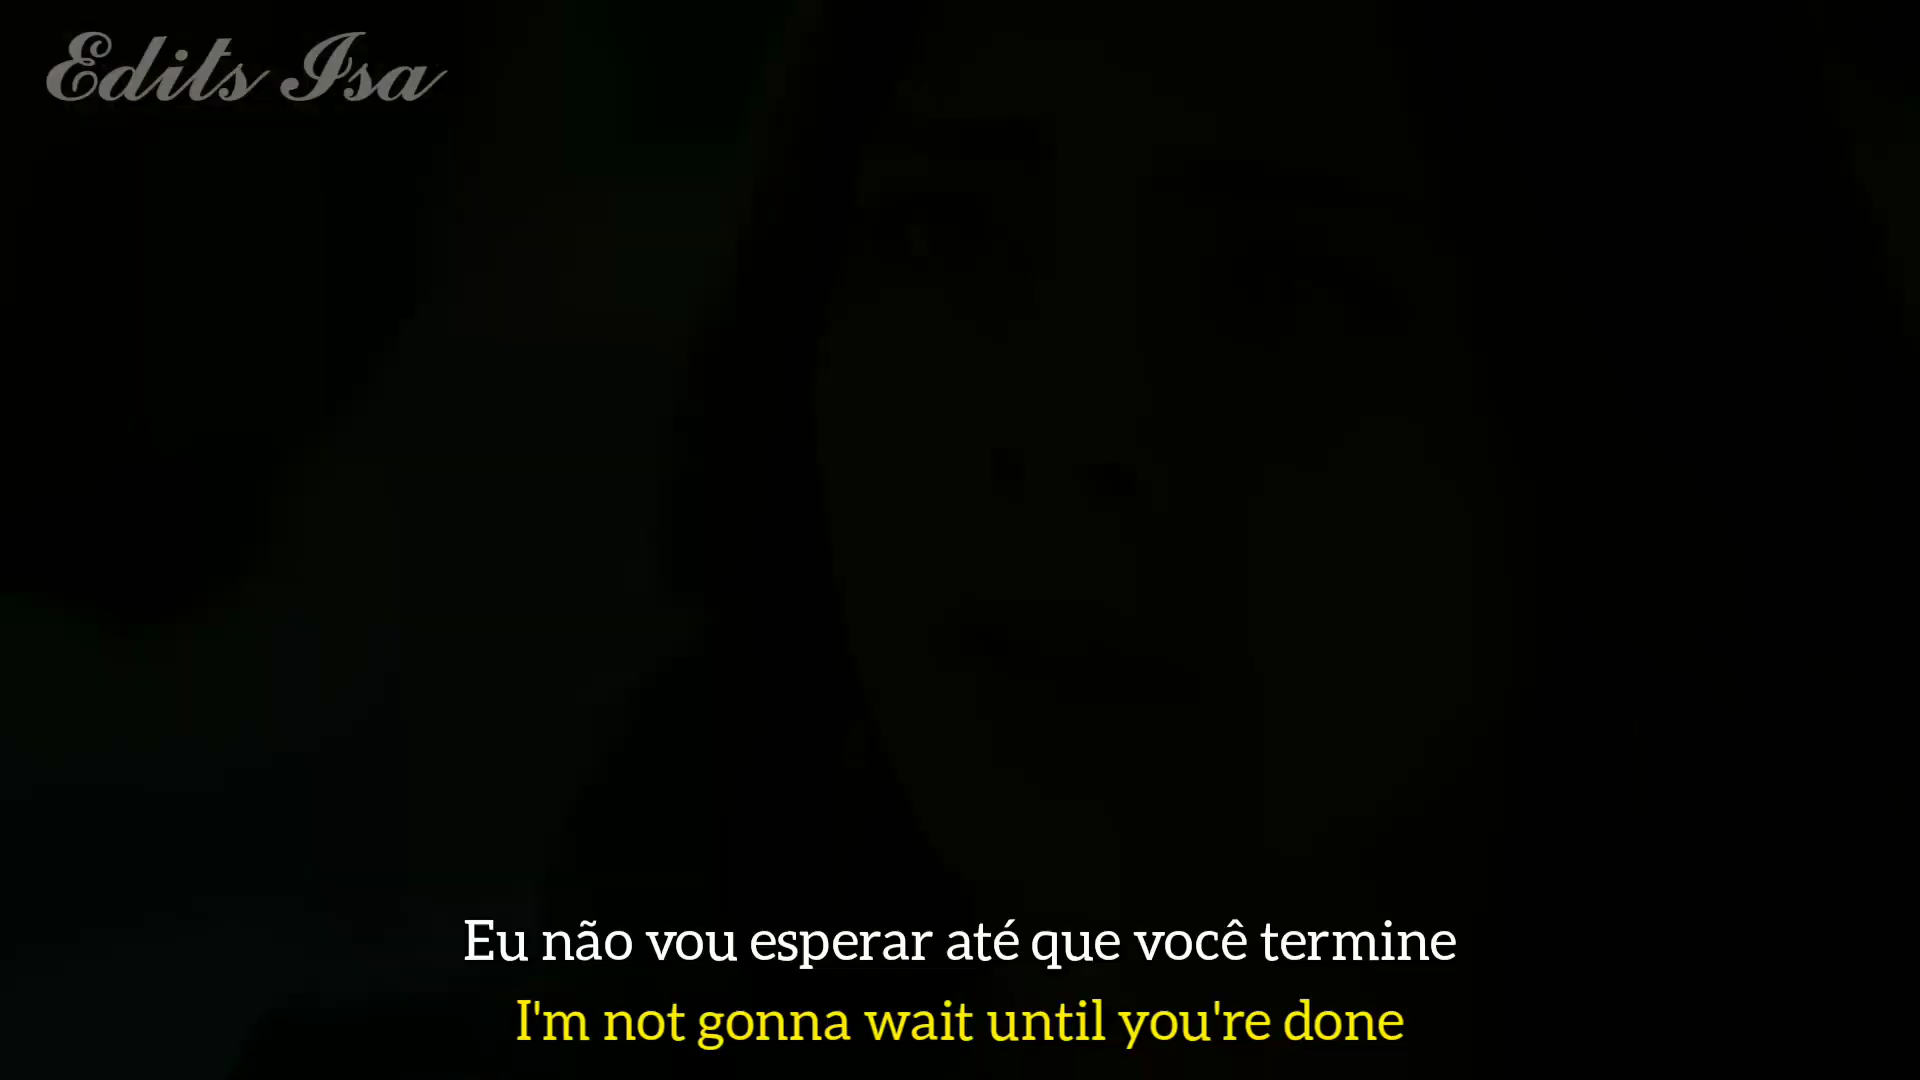 Edits Isa
Eu não vou esperar até que você termine
I'm not gonna wait until you're done